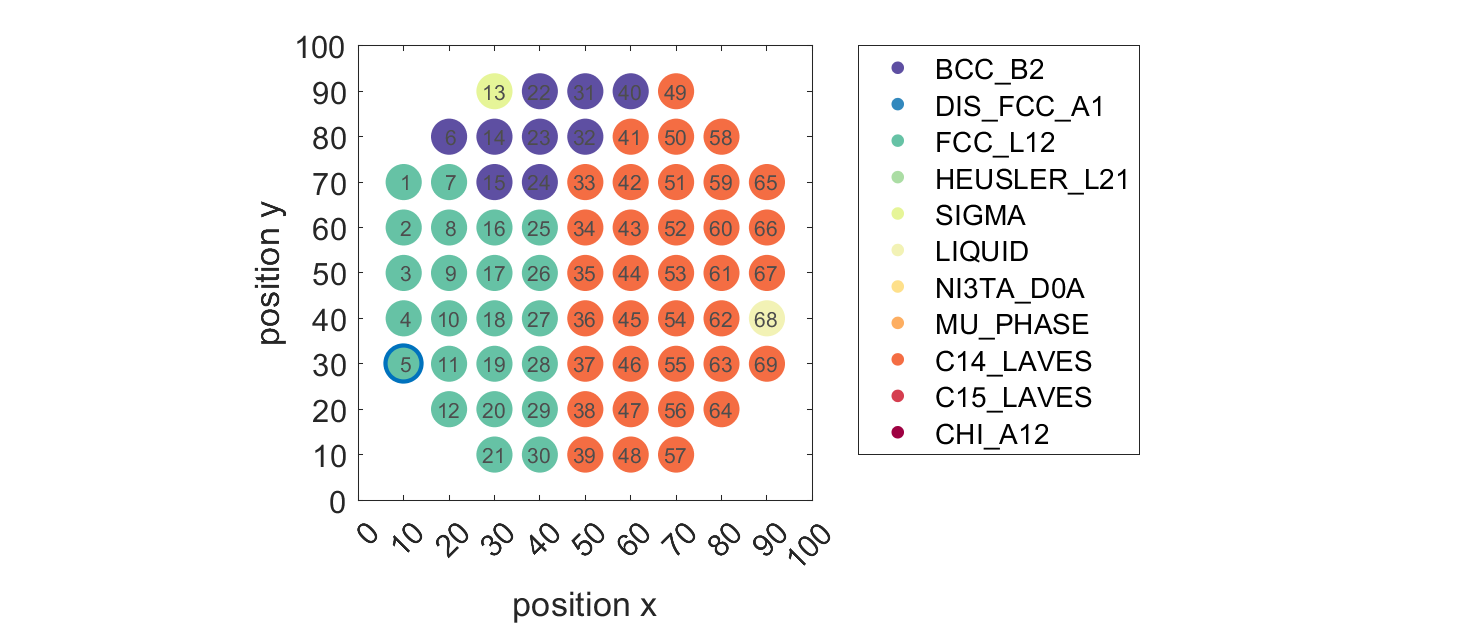 100
90
13 22 31 40 49
80
6 14 23 32 41 50 58
70
1 7 15 24 33 42 51 59 65
60
2 8 16 25 34 43 52 60 66
50
3 9 17 26 35 44 53 61 67
40
4 10 18 27 36 45 54 62 68
30
5 11 19 28 37 46 55 63 69
20
12 20 29 38 47 56 64
10
21 30 39 48 57
0
0 10 20 30 40 50 60 70 80 90 100
position x
position y
BCC_B2
DIS_FCC_A1
FCC_L12
HEUSLER_L21
SIGMA
LIQUID
NI3TA_D0A
MU_PHASE
C14_LAVES
C15_LAVES
CHI_A12